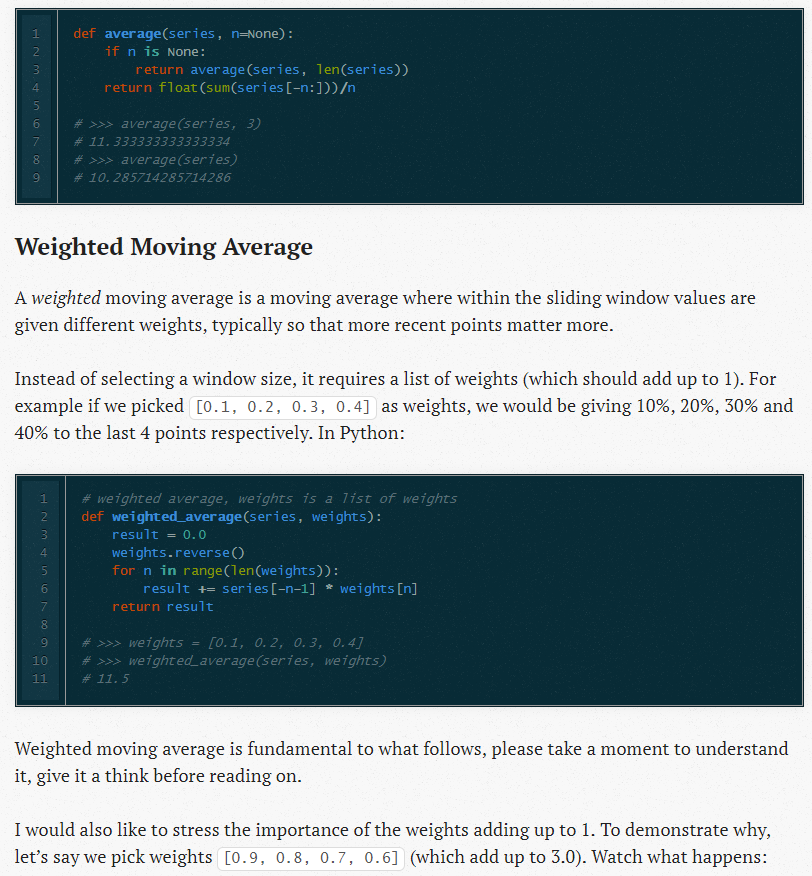 1 def average(series, n=None):
2     if n is None:
3         return average(series, len(series))
4     return float(sum(series[-n:]))/n
5
6 # >>> average(series, 3)
7 # 11.333333333333334
8 # >>> average(series)
9 # 10.285714285714286
Weighted Moving Average
A weighted moving average is a moving average where within the sliding window values are
given different weights, typically so that more recent points matter more.
Instead of selecting a window size, it requires a list of weights (which should add up to 1). For
example if we picked [0.1, 0.2, 0.3, 0.4] as weights, we would be giving 10%, 20%, 30% and
40% to the last 4 points respectively. In Python:
1 # weighted average, weights is a list of weights
2 def weighted_average(series, weights):
3     result = 0.0
4     weights.reverse()
5     for n in range(len(weights)):
6         result += series[-n-1] * weights[n]
7     return result
8
9 # >>> weights = [0.1, 0.2, 0.3, 0.4]
10 # >>> weighted_average(series, weights)
11 # 11.5
Weighted moving average is fundamental to what follows, please take a moment to understand
it, give it a think before reading on.
I would also like to stress the importance of the weights adding up to 1. To demonstrate why,
let's say we pick weights [0.9, 0.8, 0.7, 0.6] (which add up to 3.0). Watch what happens: